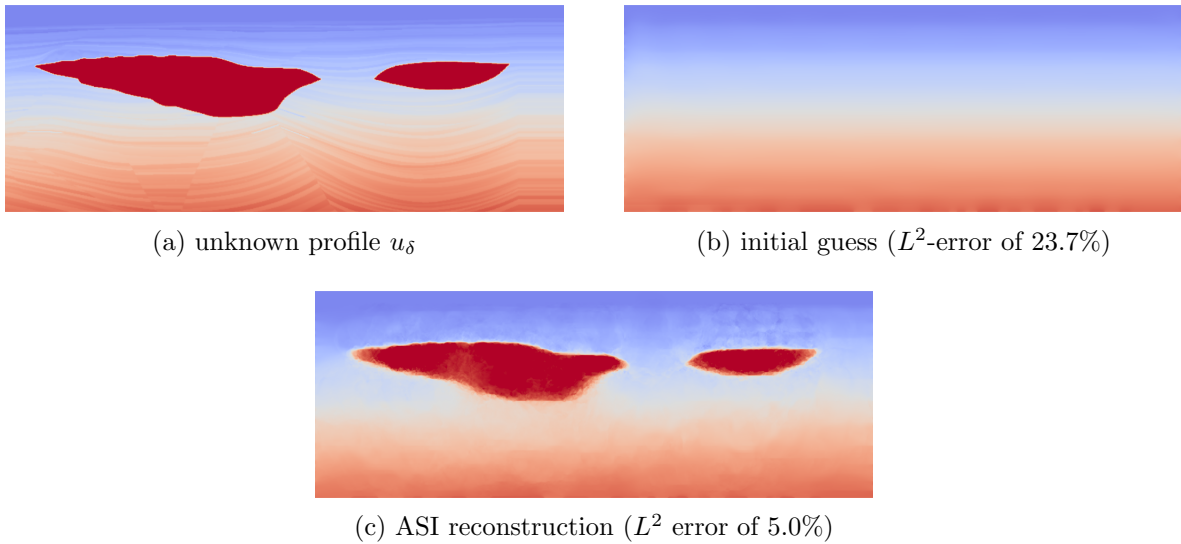 (a) unknown profile $u_\delta$
(b) initial guess ($L^2$-error of 23.7%)
(c) ASI reconstruction ($L^2$ error of 5.0%)